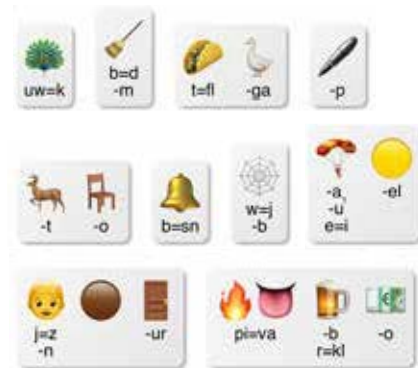 uw=k b=d t=fl -ga -p
-m
-t -o b=sn w=j -a, -el
-b -u
e=i
j=z -ur pi=va -b -o
-n r=kl